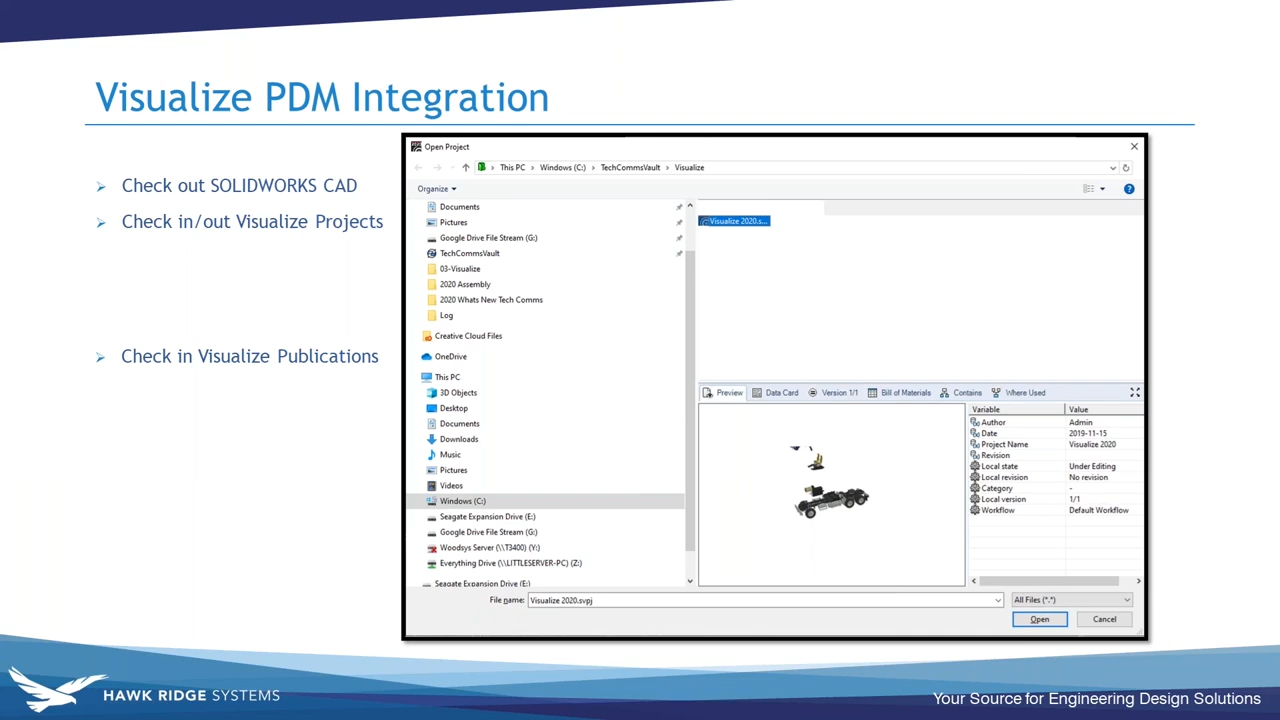 Visualize PDM Integration
Check out SOLIDWORKS CAD
Check in/out Visualize Projects
Check in Visualize Publications
Open Project
This PC > Windows (C:) > TechCommsVault > Visualize
Organize
Documents
Pictures
Google Drive File Stream (G:)
TechCommsVault
03-Visualize
2020 Assembly
2020 Whats New Tech Comms
Log
Creative Cloud Files
OneDrive
This PC
3D Objects
Desktop
Documents
Downloads
Music
Pictures
Videos
Windows (C:)
Seagate Expansion Drive (E:)
Google Drive File Stream (G:)
Woodsys Server (\\T3400) (Y:)
Everything Drive (\\LITTLESERVER-PC) (Z:)
Seagate Expansion Drive (E:)
Visualize 2020.s...
Preview Data Card Version 1/1 Bill of Materials Contains Where Used
Variable Value
Author Admin
Date 2019-11-15
Project Name Visualize 2020
Revision
Local state Under Editing
Local revision No revision
Category -
Local version 1/1
Workflow Default Workflow
File name: Visualize 2020.svpj All Files (*.*)
Open Cancel
HAWK RIDGE SYSTEMS
Your Source for Engineering Design Solutions